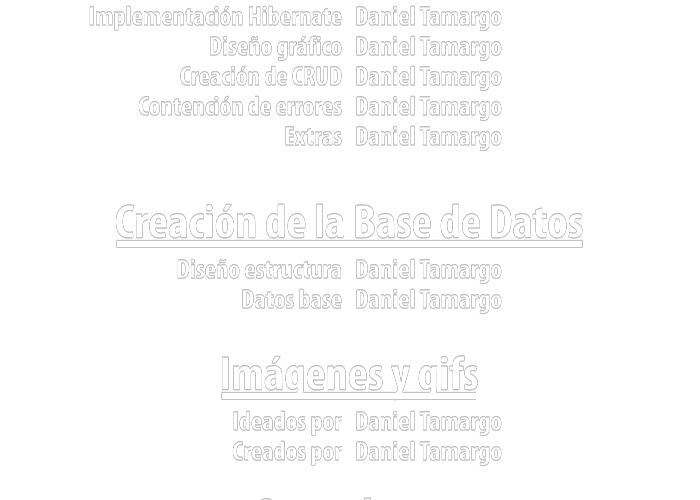 Implementación Hibernate Daniel Tamargo
Diseño gráfico Daniel Tamargo
Creación de CRUD Daniel Tamargo
Contención de errores Daniel Tamargo
Extras Daniel Tamargo
Creación de la Base de Datos
Diseño estructura Daniel Tamargo
Datos base Daniel Tamargo
Imágenes y gifs
Ideados por Daniel Tamargo
Creados por Daniel Tamargo